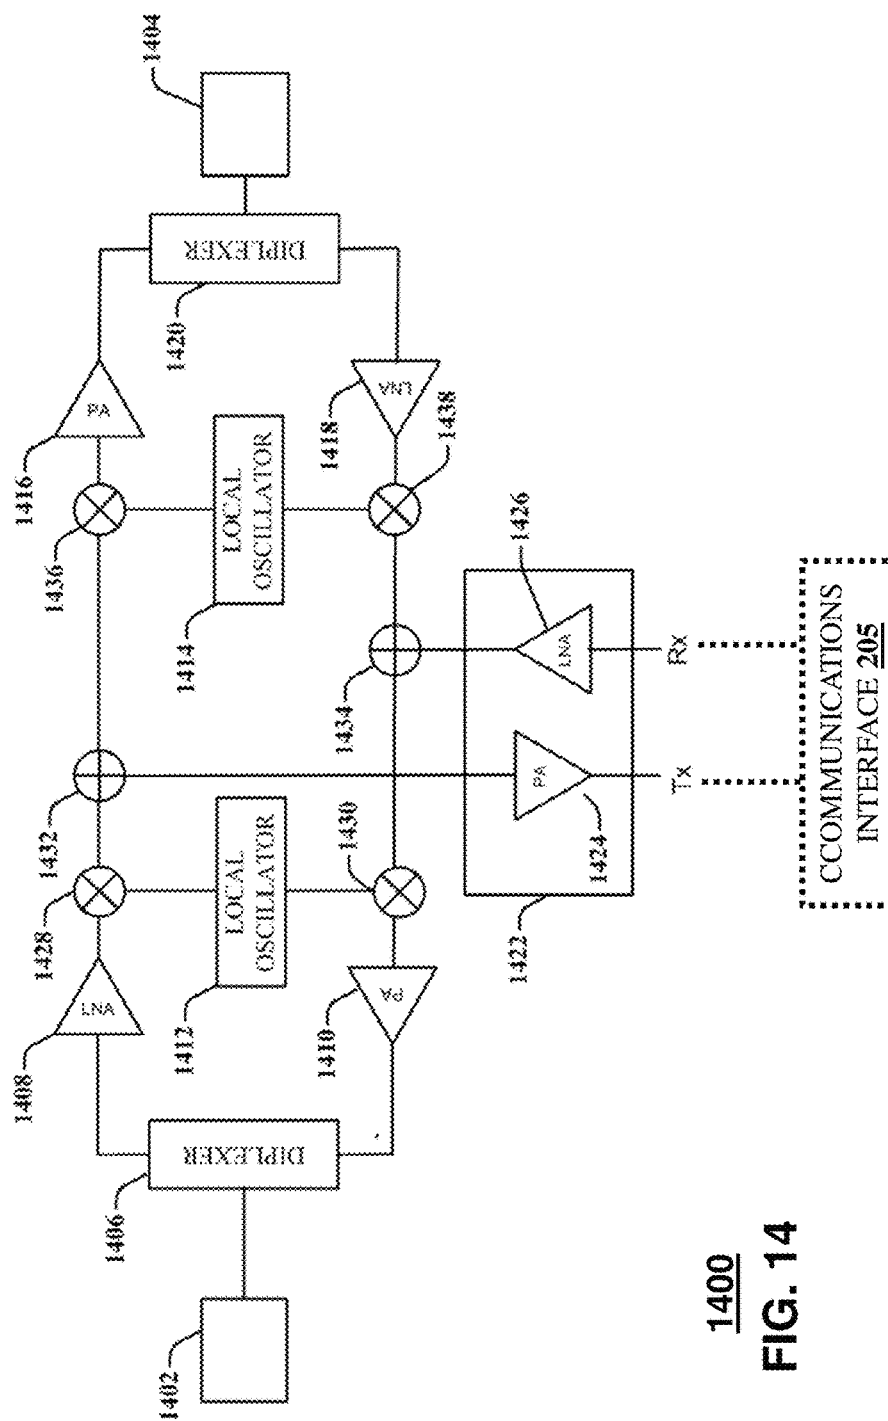 1408
1416
1428
1432
1436
LNA
PA
1406
1404
1402
1420
1412
1414
DIPLEXER
LOCAL
OSCILLATOR
LOCAL
OSCILLATOR
DIPLEXER
1410
1430
1434
1418
PA
LNA
1438
1422
1426
PA
LNA
1424
Tx
Rx
CCOMMUNICATIONS
INTERFACE 205
1400
FIG. 14